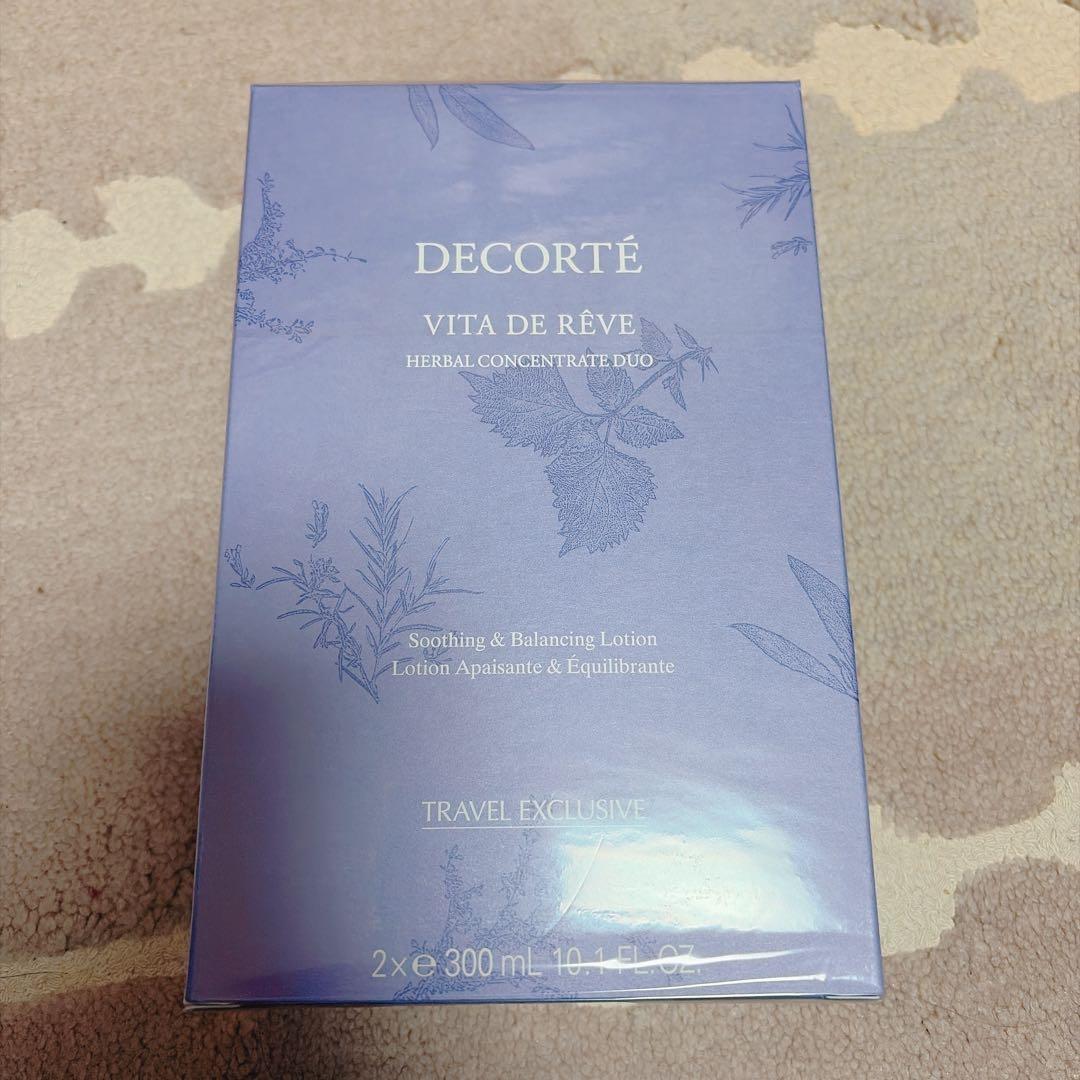 DECORTÉ
VITA DE RÊVE
HERBAL CONCENTRATE DUO
Soothing & Balancing Lotion
Lotion Apaisante & Équilibrante
TRAVEL EXCLUSIVE
2x℮ 300 mL 10.1 FL.OZ.